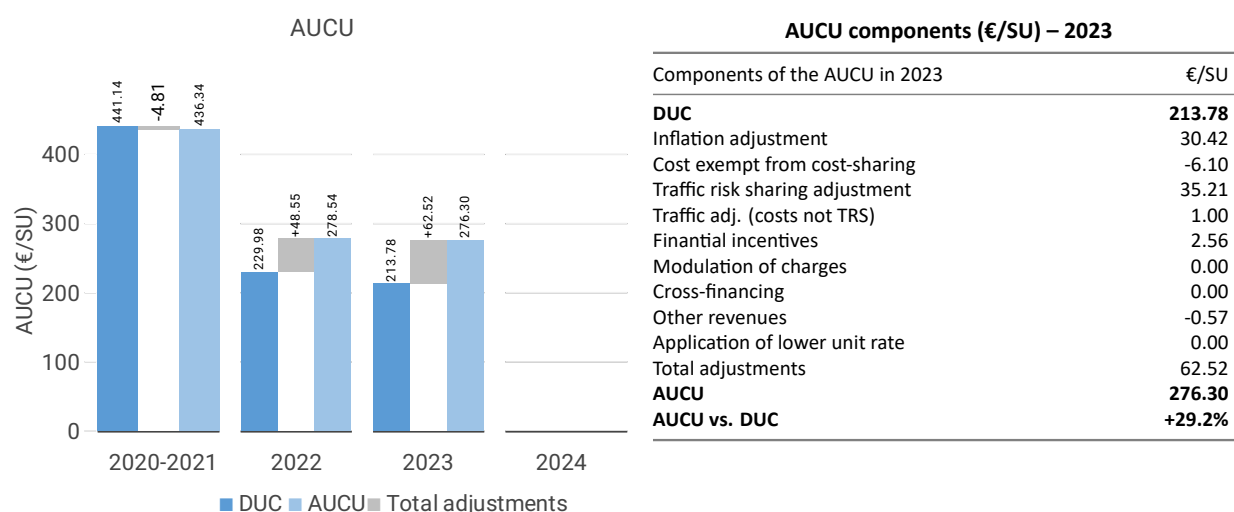 AUCU
AUCU (€/SU)
400
300
200
100
0
441.14
-4.81
436.34
229.98
+48.55
278.54
213.78
+62.52
276.30
2020-2021
2022
2023
2024
DUC AUCU Total adjustments
AUCU components (€/SU) – 2023
Components of the AUCU in 2023 €/SU
DUC 213.78
Inflation adjustment 30.42
Cost exempt from cost-sharing -6.10
Traffic risk sharing adjustment 35.21
Traffic adj. (costs not TRS) 1.00
Finantial incentives 2.56
Modulation of charges 0.00
Cross-financing 0.00
Other revenues -0.57
Application of lower unit rate 0.00
Total adjustments 62.52
AUCU 276.30
AUCU vs. DUC +29.2%